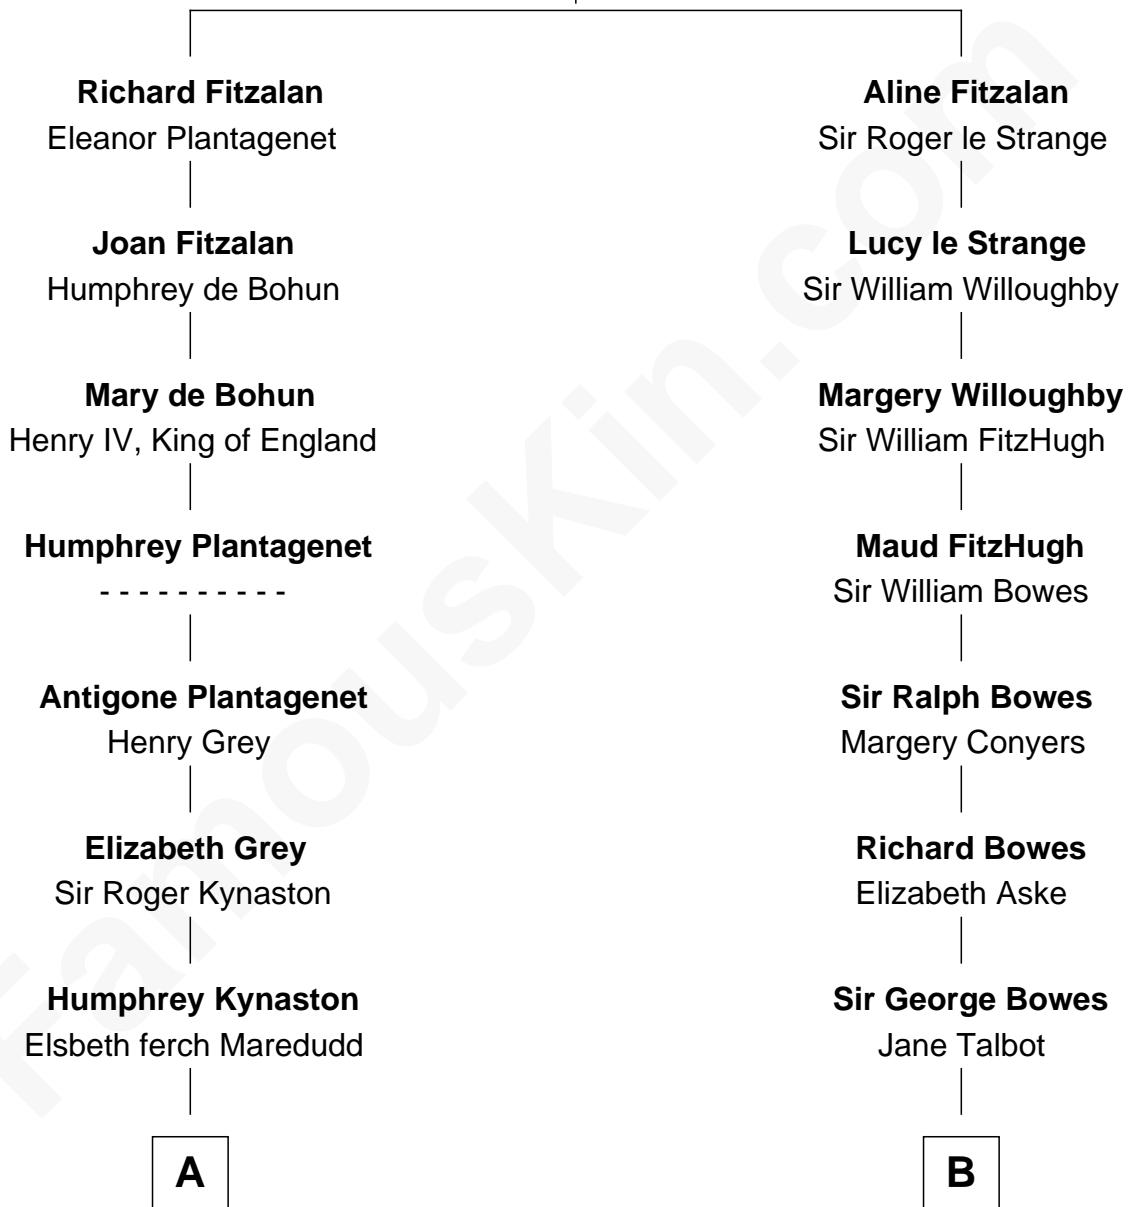 Richard Fitzalan
Eleanor Plantagenet
Joan Fitzalan
Humphrey de Bohun
Mary de Bohun
Henry IV, King of England
Humphrey Plantagenet
- - - - - - - - - -
Antigone Plantagenet
Henry Grey
Elizabeth Grey
Sir Roger Kynaston
Humphrey Kynaston
Elsbeth ferch Maredudd
A
Aline Fitzalan
Sir Roger le Strange
Lucy le Strange
Sir William Willoughby
Margery Willoughby
Sir William FitzHugh
Maud FitzHugh
Sir William Bowes
Sir Ralph Bowes
Margery Conyers
Richard Bowes
Elizabeth Aske
Sir George Bowes
Jane Talbot
B
FamousKin.com